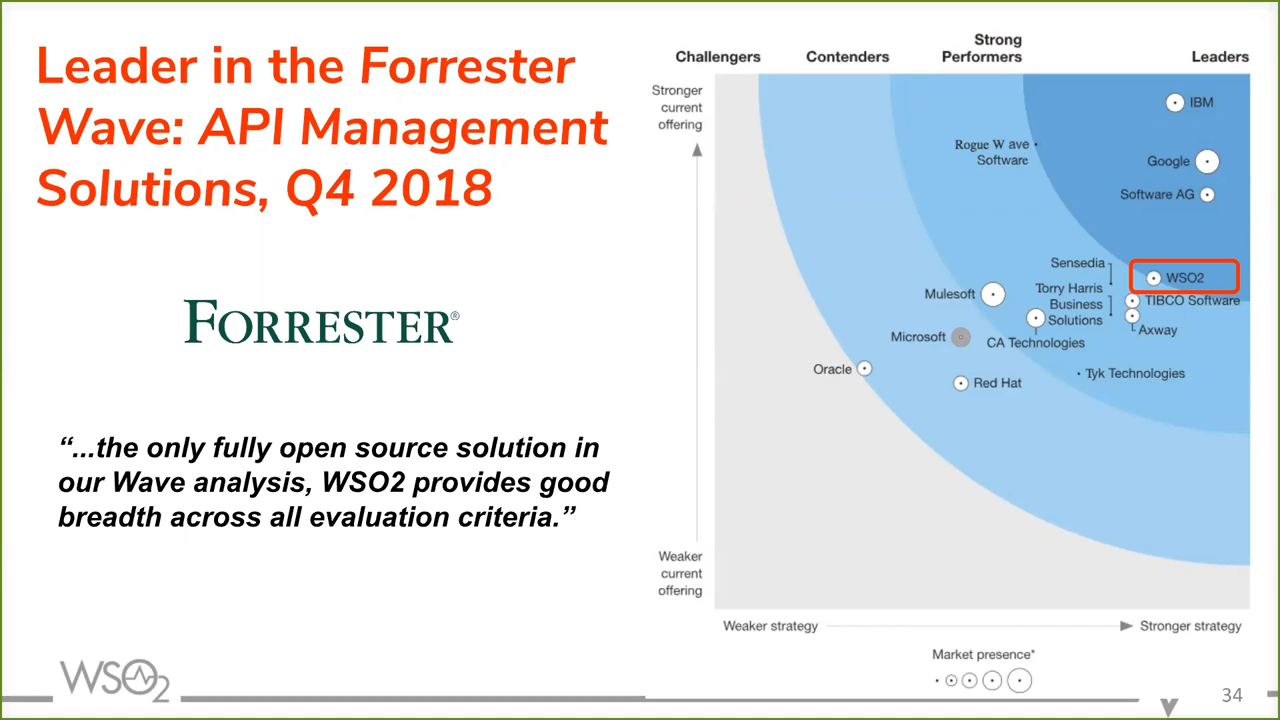 Leader in the Forrester
Wave: API Management
Solutions, Q4 2018
FORRESTER®
“...the only fully open source solution in
our Wave analysis, WSO2 provides good
breadth across all evaluation criteria.”
Challengers
Contenders
Strong
Performers
Leaders
Stronger
current
offering
IBM
Rogue W ave
Software
Google
Software AG
Sensedia
WSO2
Torry Harris
Business
Solutions
Mulesoft
TIBCO Software
Axway
Microsoft
CA Technologies
Oracle
Red Hat
Tyk Technologies
Weaker
current
offering
Weaker strategy
Stronger strategy
Market presence*
WSO2
34